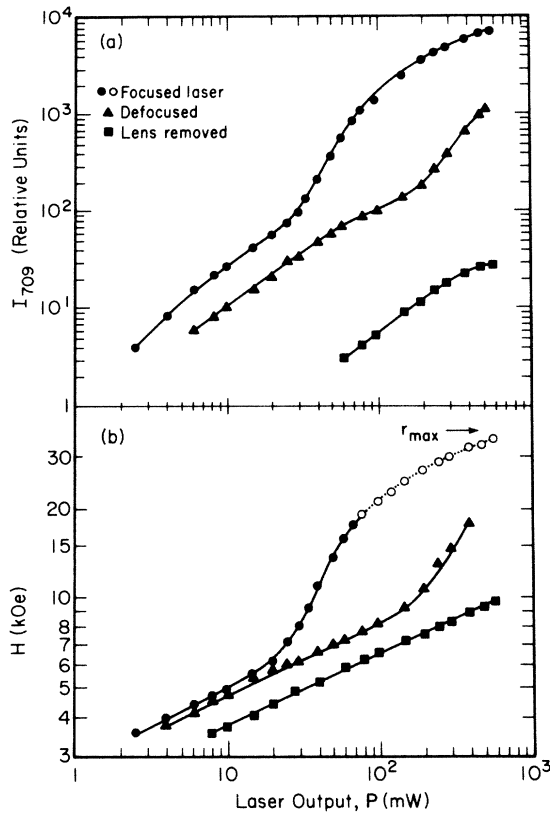 (a)
● ○ Focused laser
▲ Defocused
■ Lens removed
I₇₀₉ (Relative Units)
10⁴
10³
10²
10¹
1
(b)
r_max →
H (kOe)
30
20
15
10
8
7
6
5
4
3
1
10
10²
10³
Laser Output, P (mW)